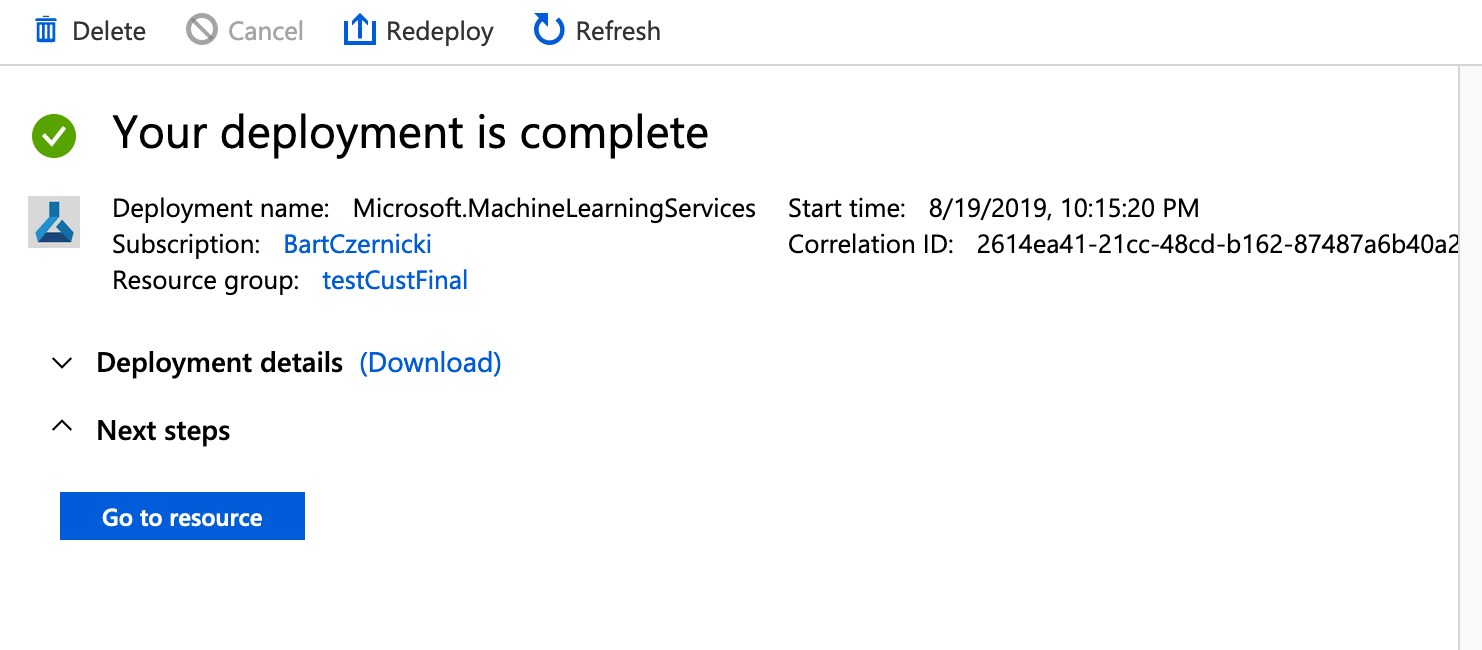 Delete Cancel Redeploy Refresh
Your deployment is complete
Deployment name: Microsoft.MachineLearningServices Start time: 8/19/2019, 10:15:20 PM
Subscription: BartCzernicki Correlation ID: 2614ea41-21cc-48cd-b162-87487a6b40a2
Resource group: testCustFinal
Deployment details (Download)
Next steps
Go to resource